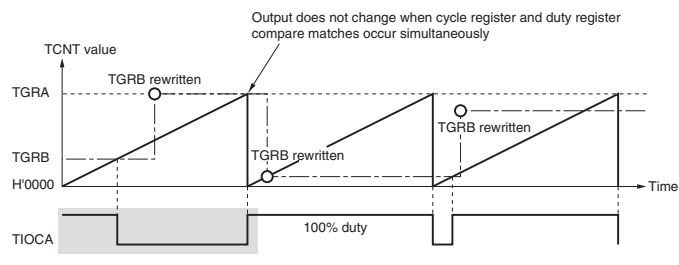 Output does not change when cycle register and duty register
compare matches occur simultaneously
TCNT value
TGRB rewritten
TGRA
TGRB rewritten
TGRB
TGRB rewritten
H'0000
Time
100% duty
TIOCA